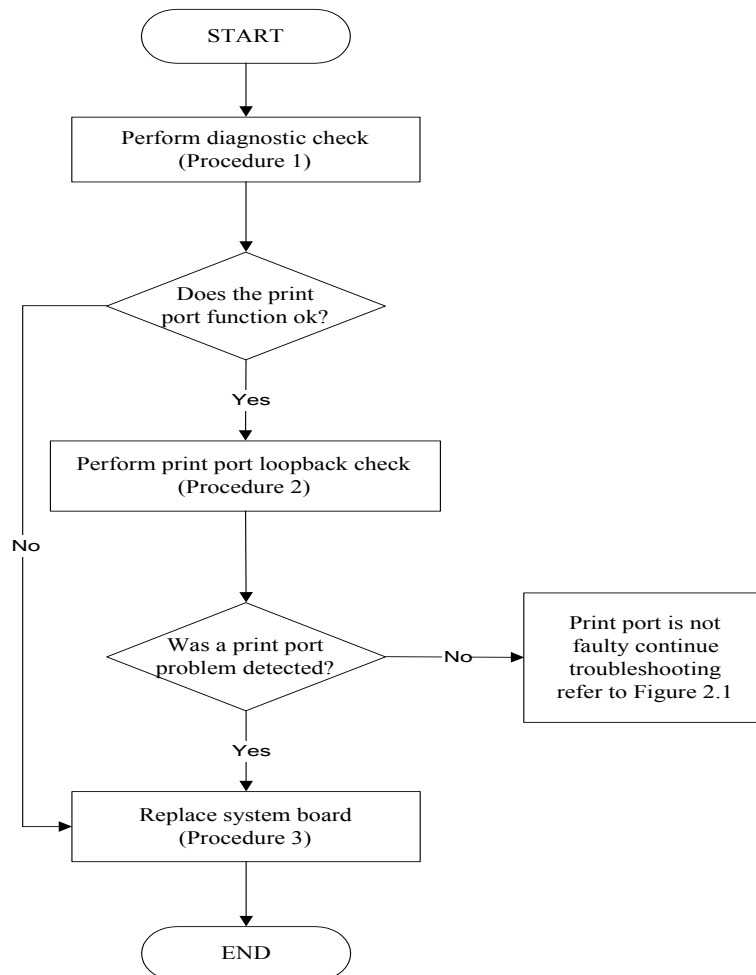 START
Perform diagnostic check
(Procedure 1)
Does the print
port function ok?
Yes
Perform print port loopback check
(Procedure 2)
No
Was a print port
problem detected?
No
Print port is not
faulty continue
troubleshooting
refer to Figure 2.1
Yes
Replace system board
(Procedure 3)
END